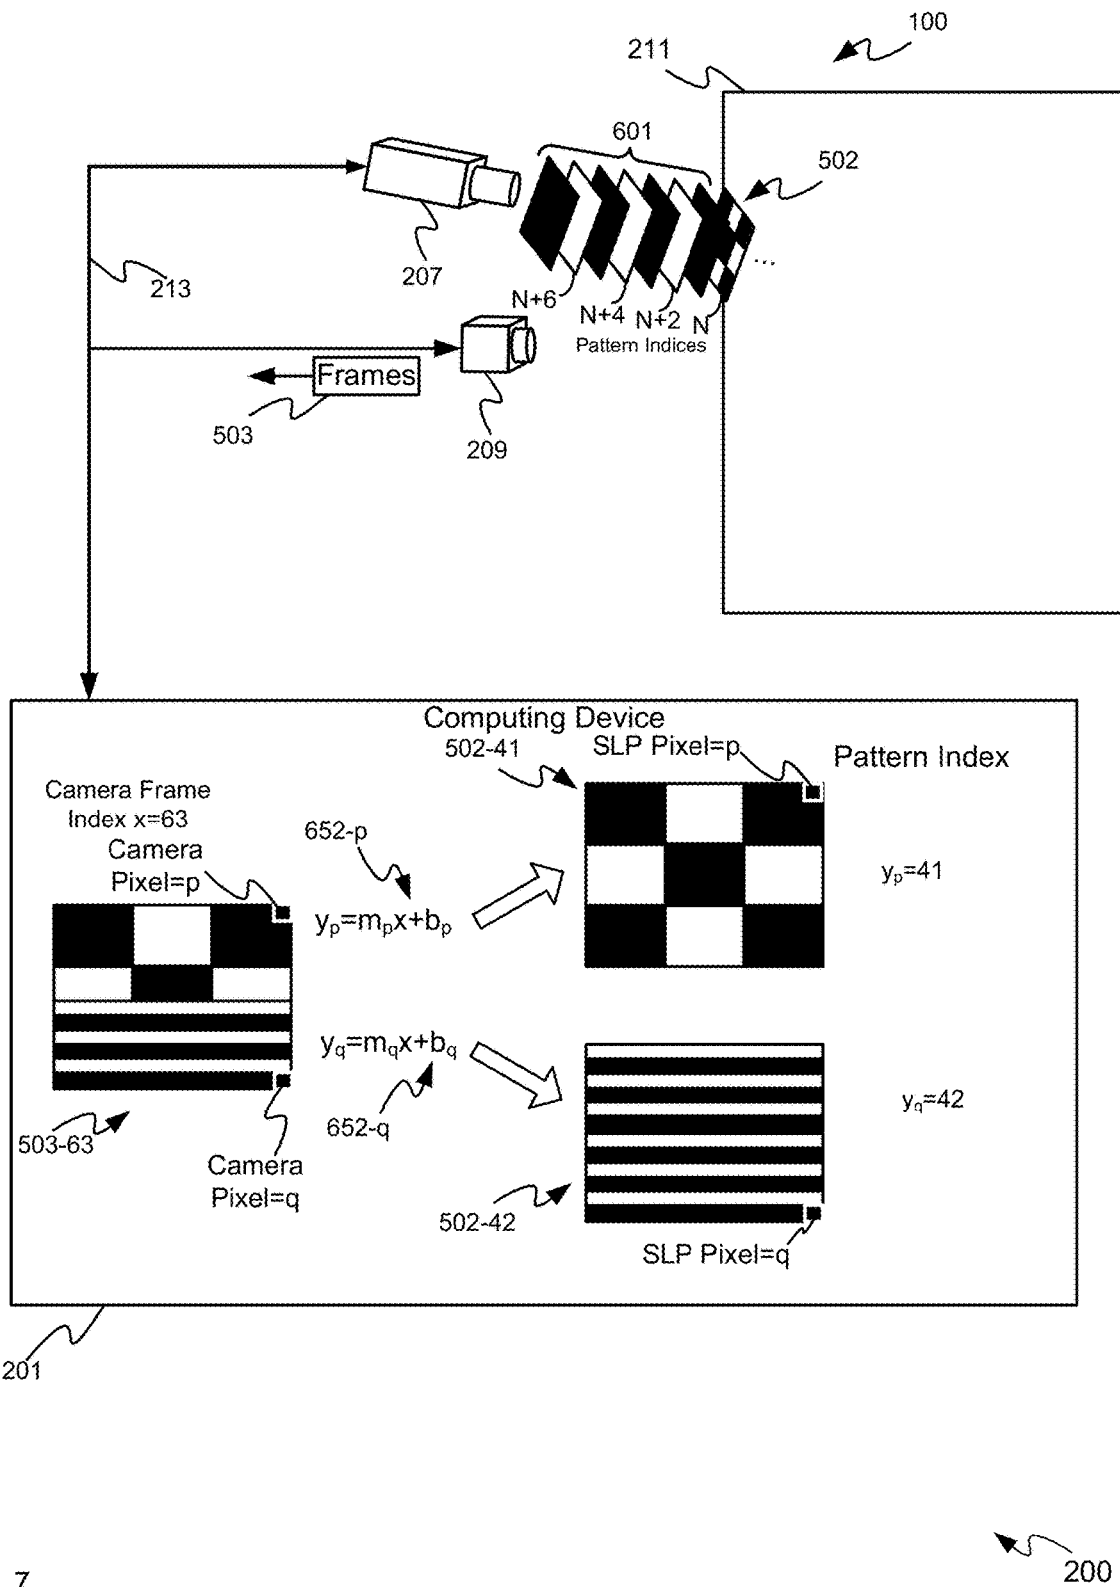 100
211
601
502
207
213
N+6
N+4
N+2
N
Pattern Indices
Frames
503
209
Computing Device
502-41
SLP Pixel=p
Pattern Index
Camera Frame
Index x=63
Camera
Pixel=p
652-p
yp=mpx+bp
yp=41
yq=mqx+bq
yq=42
503-63
652-q
Camera
Pixel=q
502-42
SLP Pixel=q
201
200
7